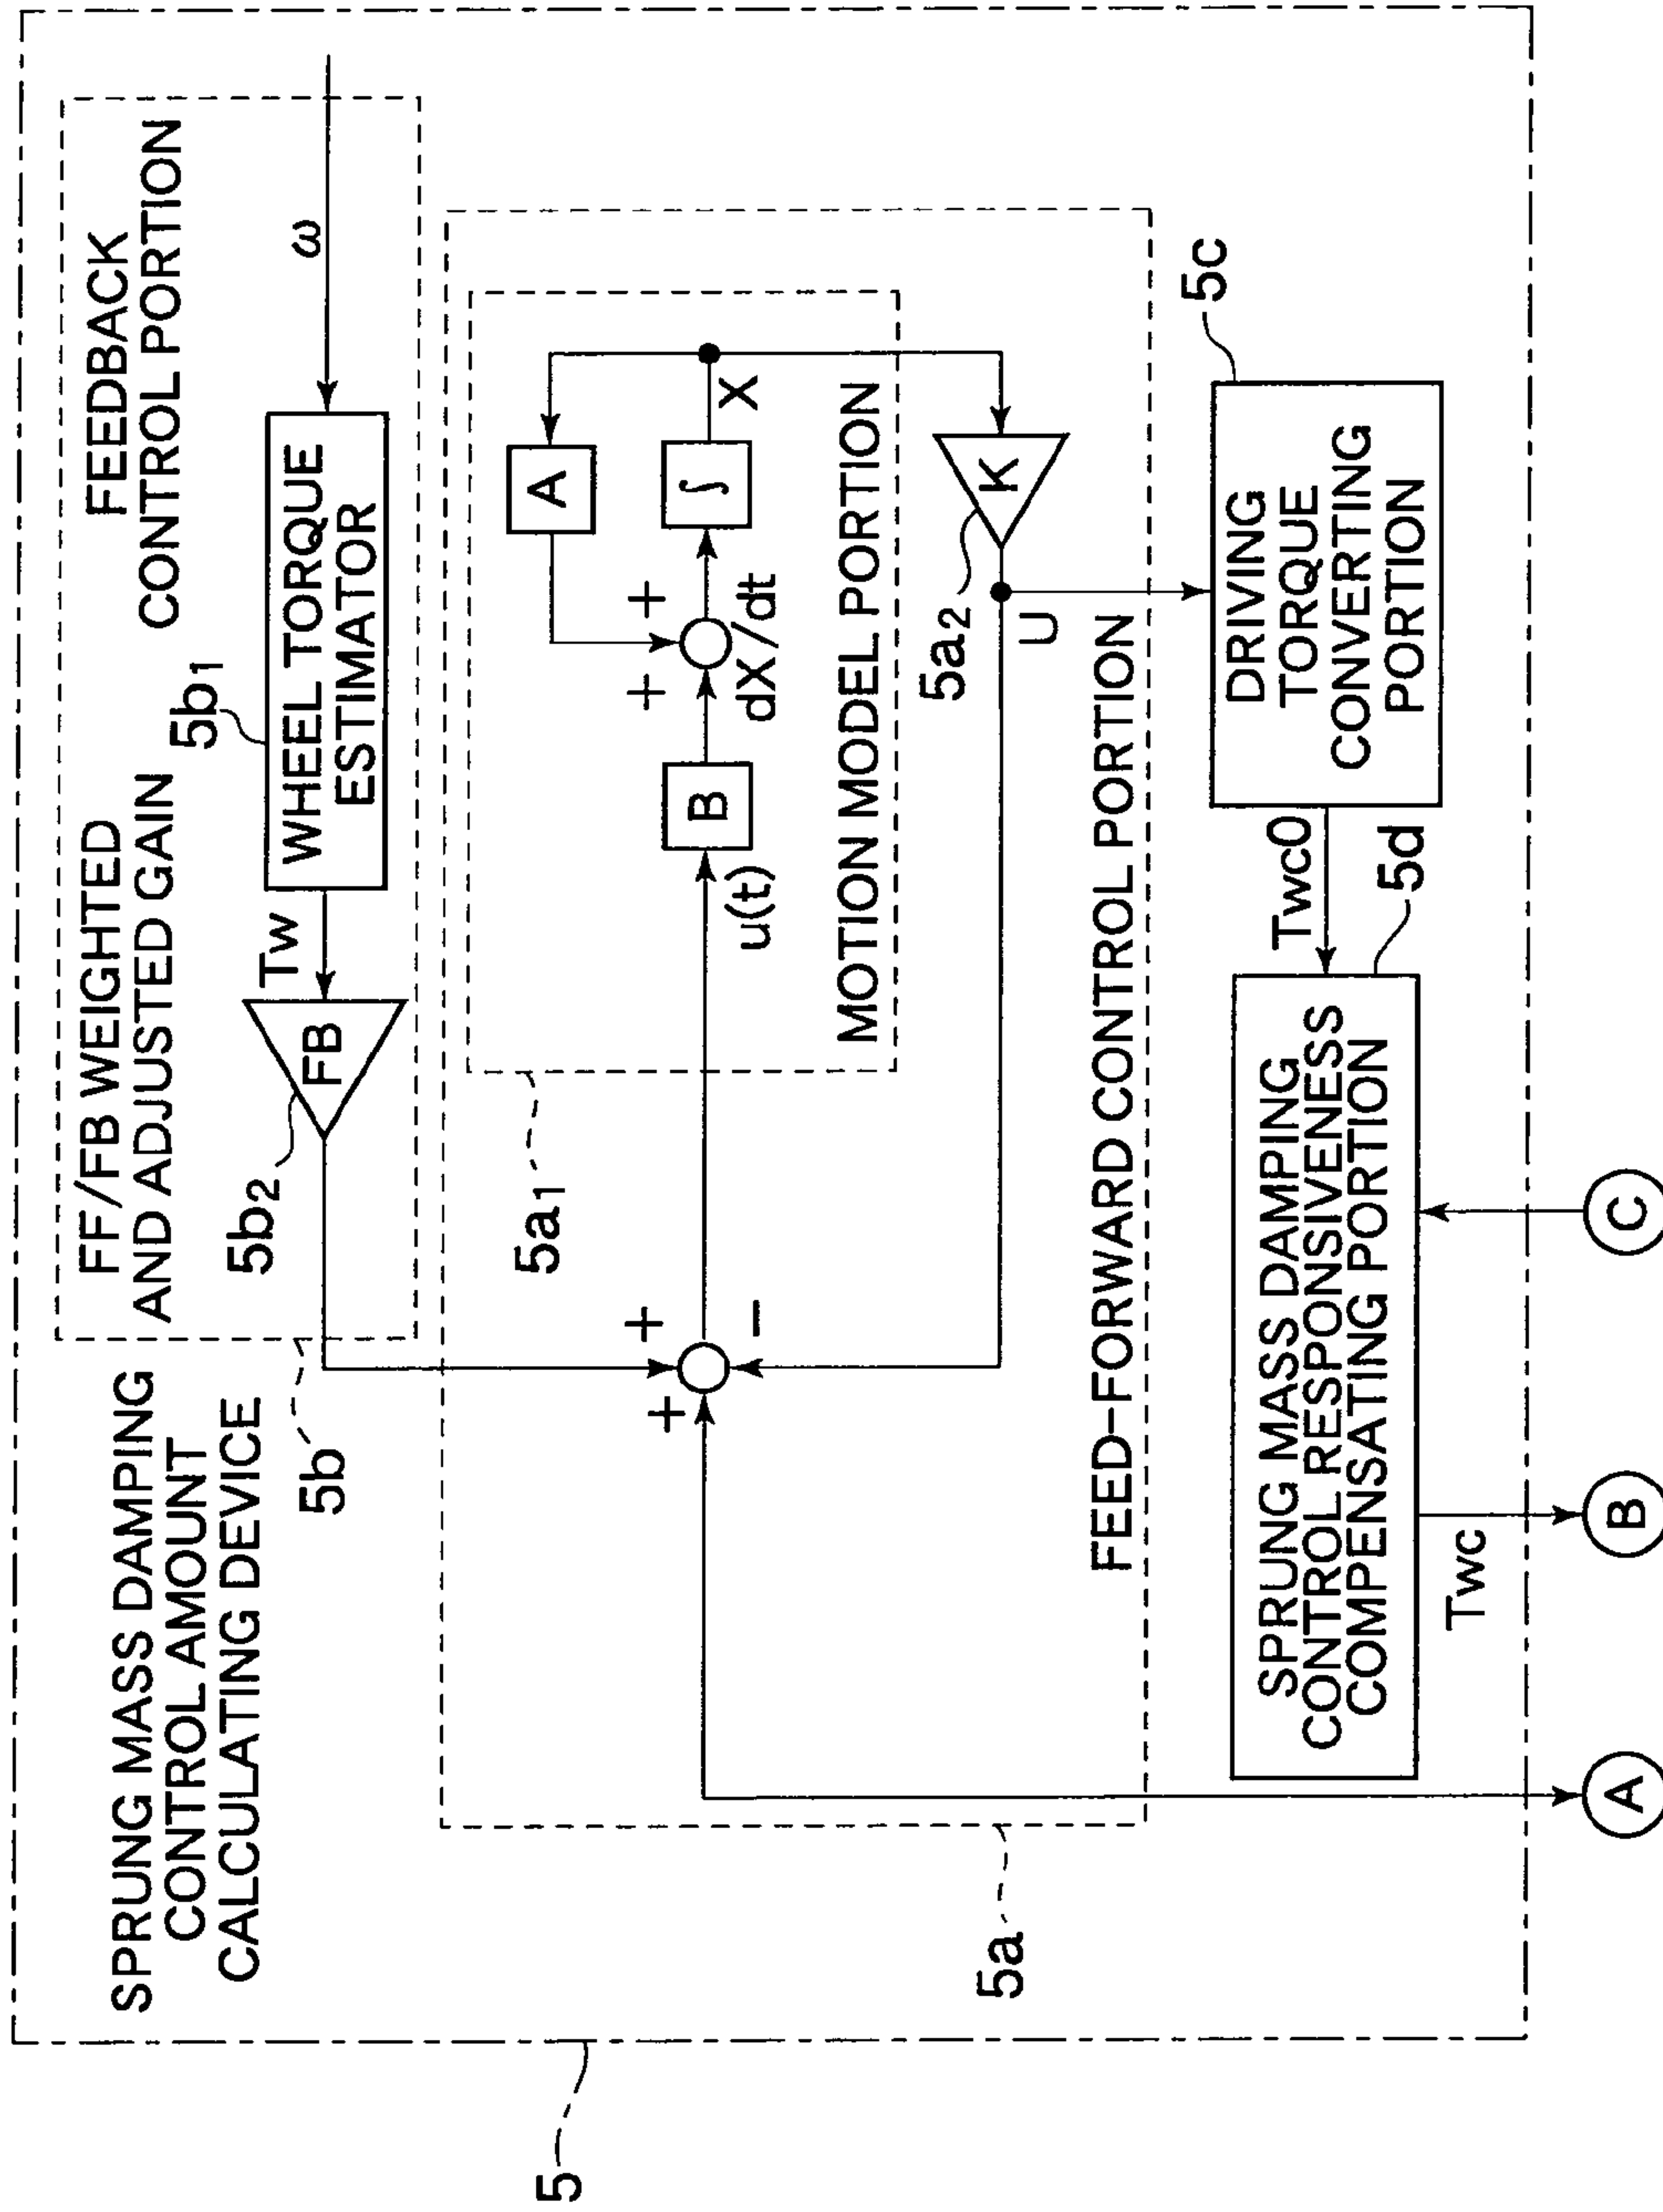 5
SPRUNG MASS DAMPING
CONTROL AMOUNT
CALCULATING DEVICE
5b
FF/FB WEIGHTED
AND ADJUSTED GAIN
FEEDBACK
CONTROL PORTION
5b2
FB
Tw
5b1
WHEEL TORQUE
ESTIMATOR
ω
5a
5a1
+
+
−
u(t)
B
+
+
dX/dt
A
∫
X
MOTION MODEL PORTION
5a2
K
U
FEED-FORWARD CONTROL PORTION
SPRUNG MASS DAMPING
CONTROL RESPONSIVENESS
COMPENSATING PORTION
5d
Twc0
DRIVING
TORQUE
CONVERTING
PORTION
5c
Twc
A
B
C